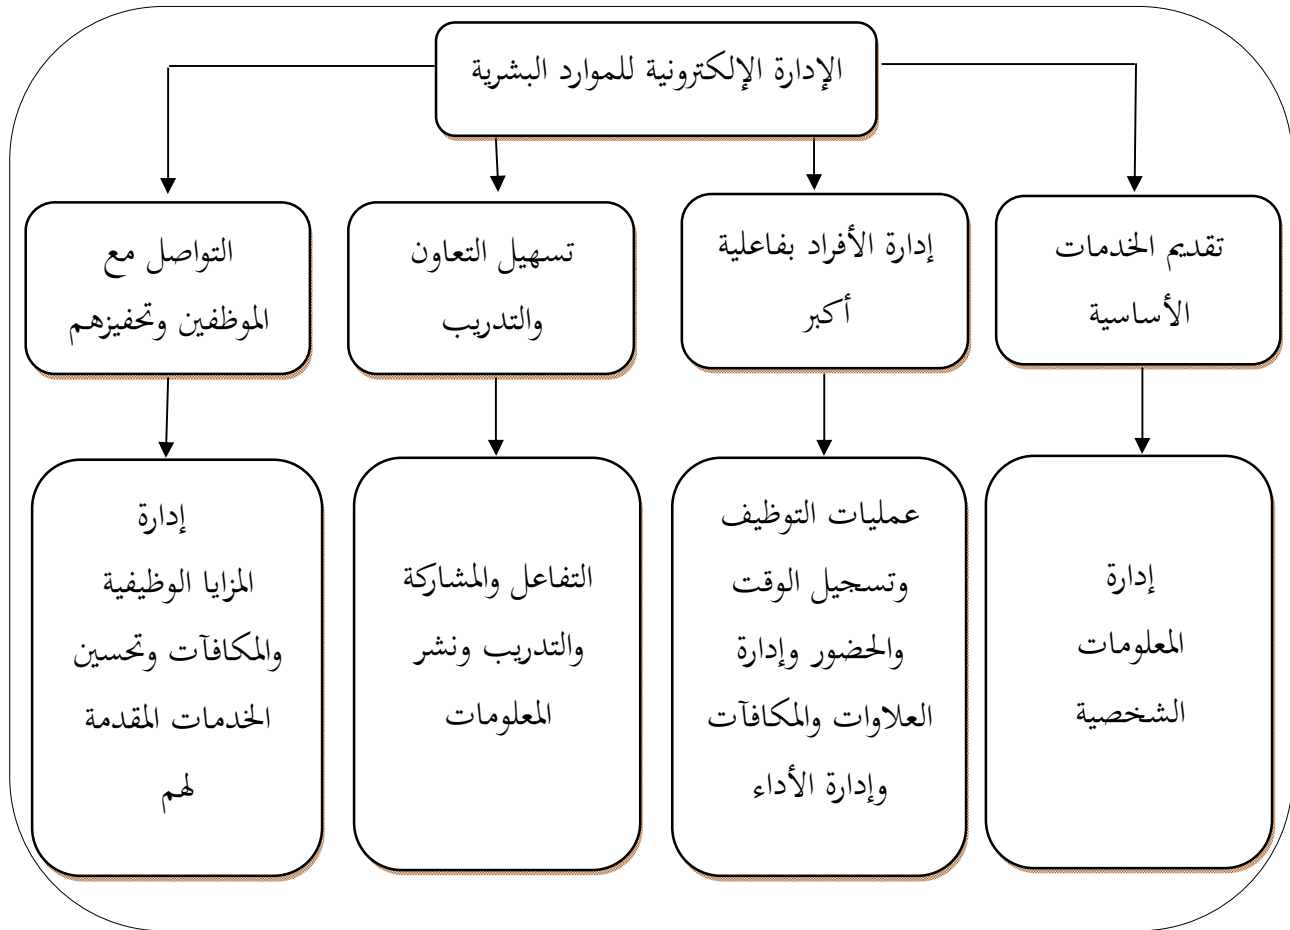 الإدارة الإلكترونية للموارد البشرية
تقديم الخدمات
الأساسية
إدارة الأفراد بفاعلية
أكبر
تسهيل التعاون
والتدريب
التواصل مع
الموظفين وتحفيزهم
إدارة
المعلومات
الشخصية
عمليات التوظيف
وتسجيل الوقت
والحضور وإدارة
العلاوات والمكافآت
وإدارة الأداء
التفاعل والمشاركة
والتدريب ونشر
المعلومات
إدارة
المزايا الوظيفية
والمكافآت وتحسين
الخدمات المقدمة
لهم